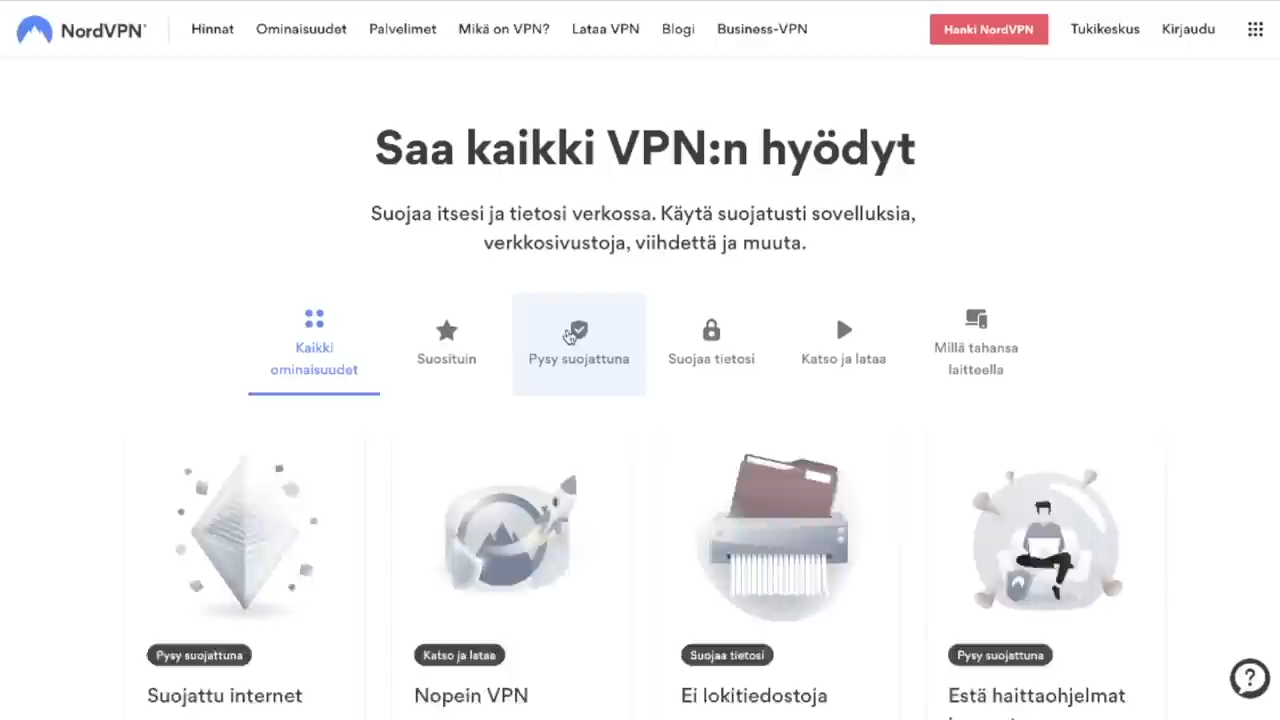 NordVPN® Hinnat Ominaisuudet Palvelimet Mikä on VPN? Lataa VPN Blogi Business-VPN Hanki NordVPN Tukikeskus Kirjaudu
Saa kaikki VPN:n hyödyt
Suojaa itsesi ja tietosi verkossa. Käytä suojatusti sovelluksia,
verkkosivustoja, viihdettä ja muuta.
Kaikki
ominaisuudet
Suosituin
Pysy suojattuna
Suojaa tietosi
Katso ja lataa
Millä tahansa
laitteella
Pysy suojattuna
Suojattu internet
Katso ja lataa
Nopein VPN
Suojaa tietosi
Ei lokitiedostoja
Pysy suojattuna
Estä haittaohjelmat
?